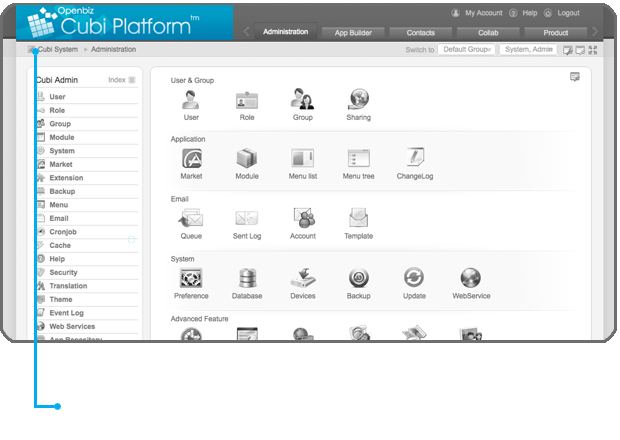 Openbiz
Cubi Platform™
My Account Help Logout
Administration App Builder Contacts Collab Product
Cubi System Administration
Switch to Default Group System, Admin
Cubi Admin Index
User
Role
Group
Module
System
Market
Extension
Backup
Menu
Email
Cronjob
Cache
Help
Security
Translation
Theme
Event Log
Web Services
App Repository
User & Group
User Role Group Sharing
Application
Market Module Menu list Menu tree ChangeLog
Email
Queue Sent Log Account Template
System
Preference Database Devices Backup Update WebService
Advanced Feature